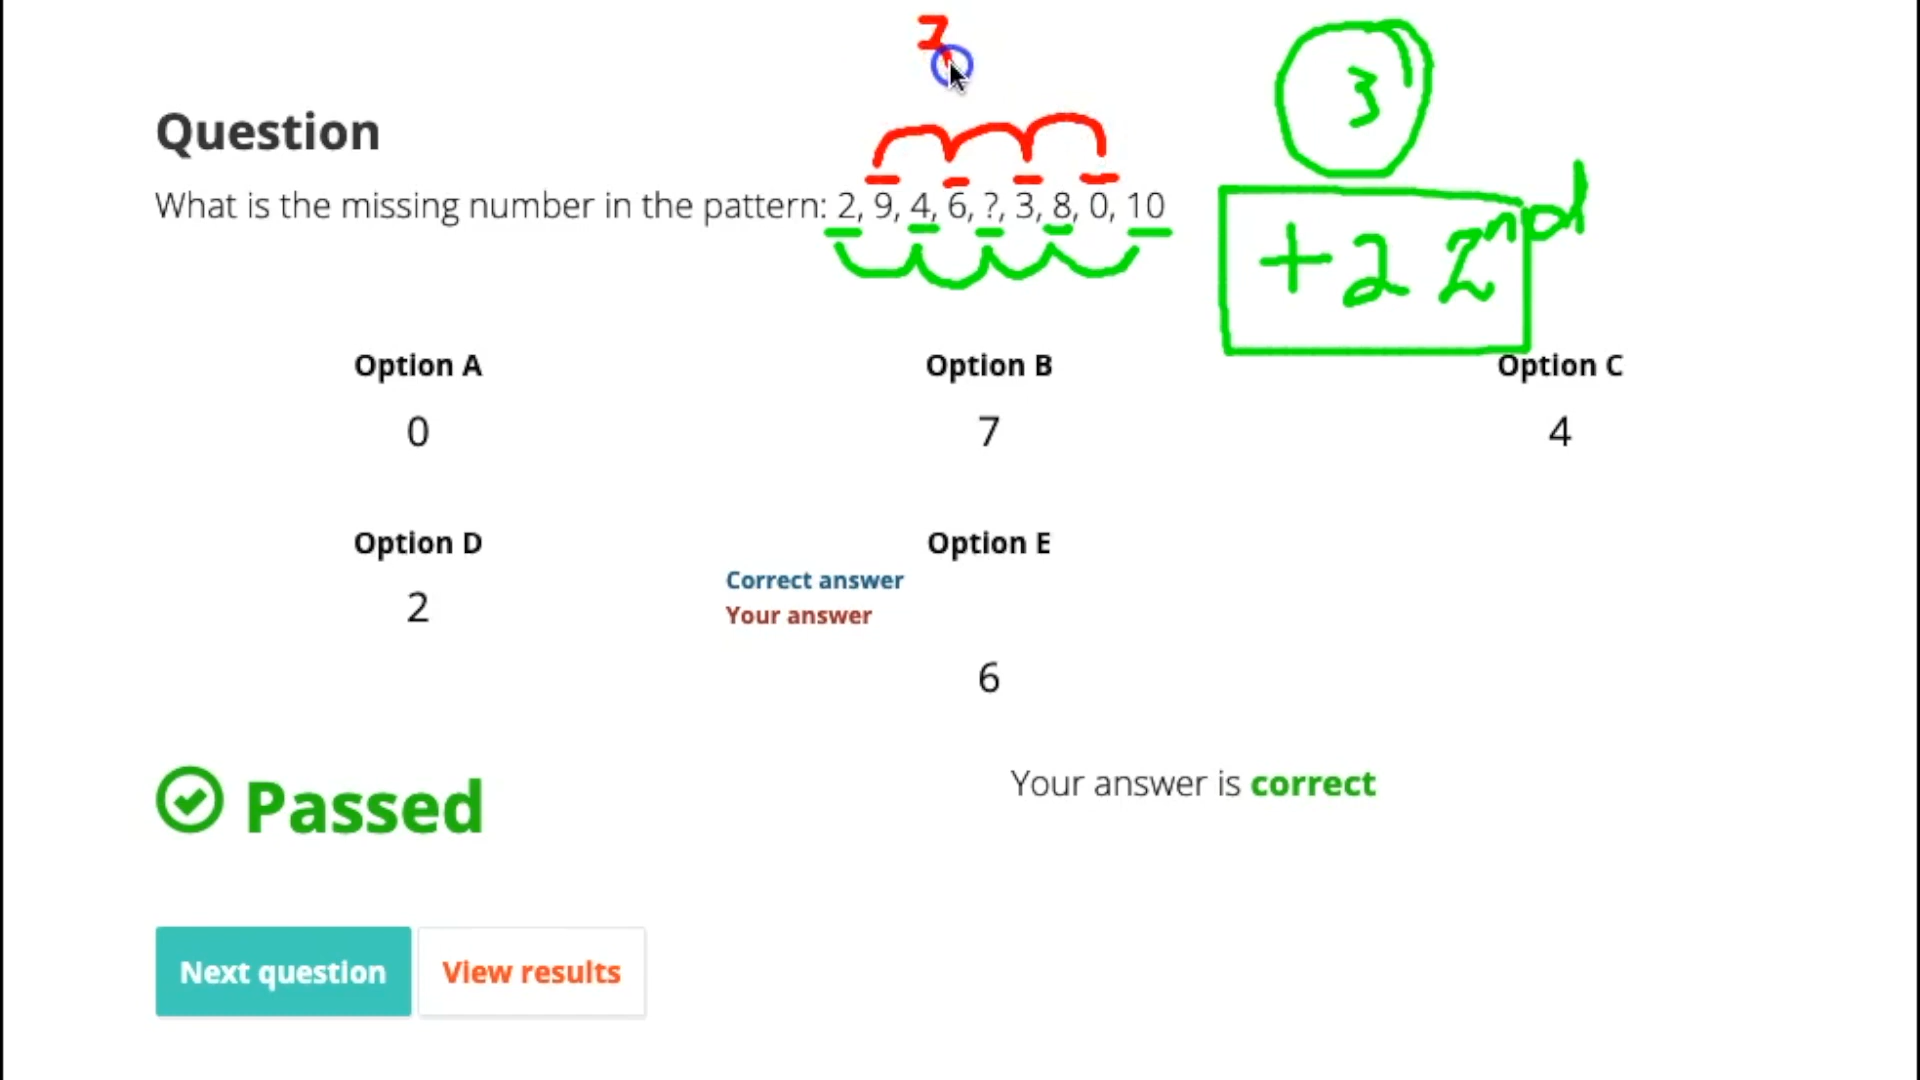 3
Question
What is the missing number in the pattern: 2, 9, 4, 6, ?, 3, 8, 0, 10
+2 2nd
Option A
Option B
Option C
0
7
4
Option D
Option E
Correct answer
Your answer
2
6
Passed
Your answer is correct
Next question
View results